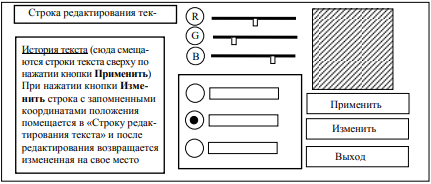 Строка редактирования тек-
История текста (сюда смеща-
ются строки текста сверху по
нажатии кнопки Применить)
При нажатии кнопки Изме-
нить строка с запомненными
координатами положения
помещается в «Строку редак-
тирования текста» и после
редактирования возвращается
измененная на свое место
R
G
B
Применить
Изменить
Выход